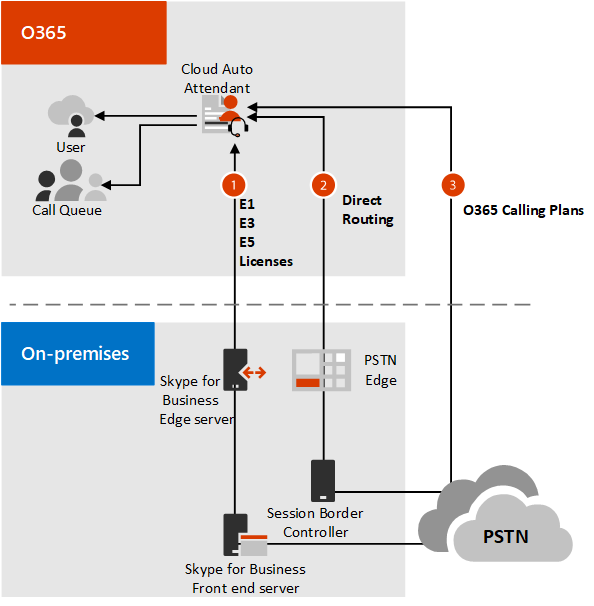 O365
Cloud Auto
Attendant
User
Call Queue
1
E1
E3
E5
Licenses
2
Direct
Routing
3
O365 Calling Plans
On-premises
Skype for
Business
Edge server
PSTN
Edge
Session Border
Controller
Skype for Business
Front end server
PSTN